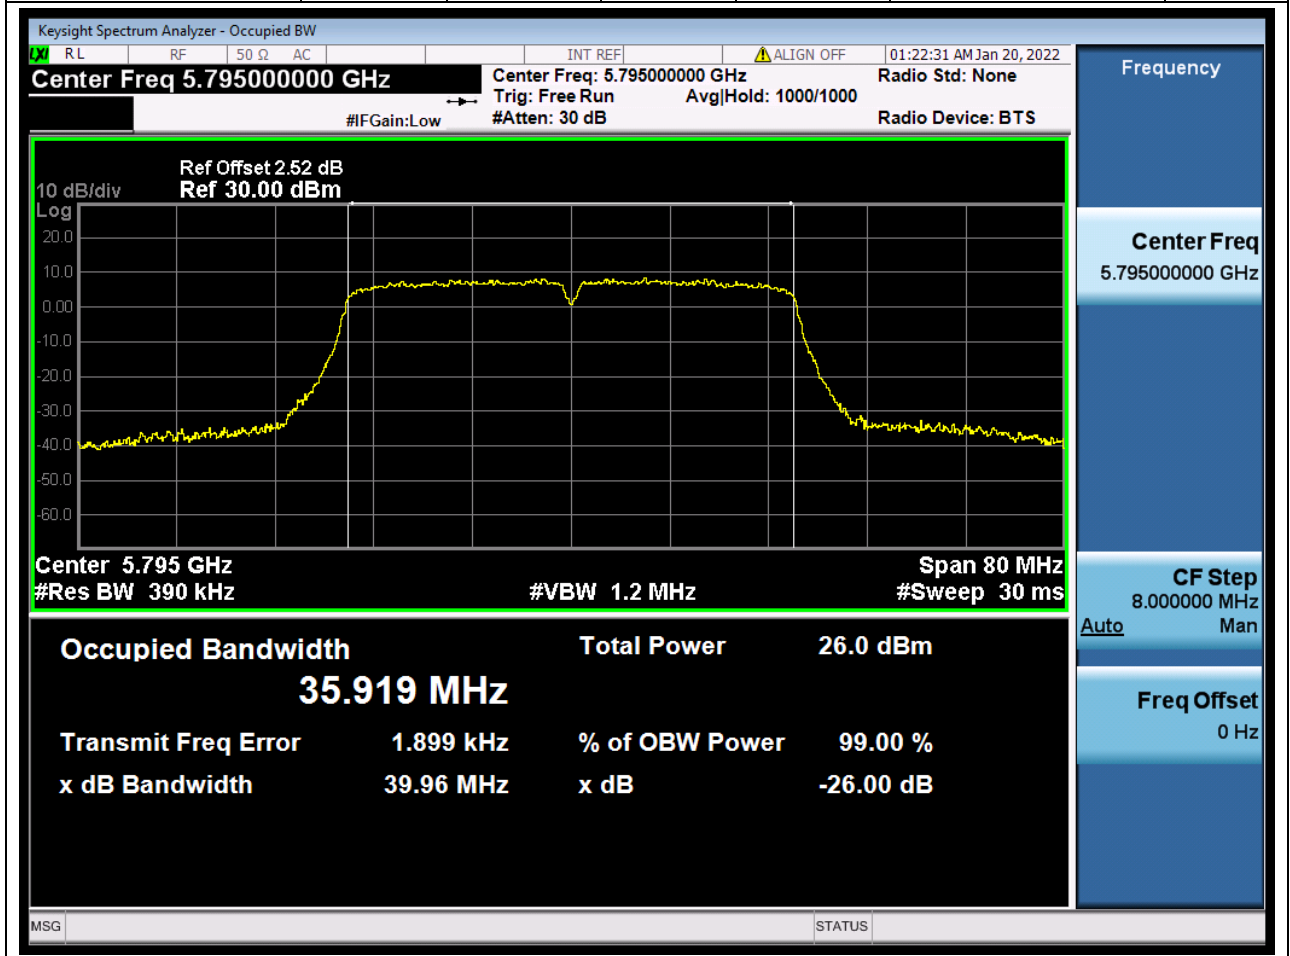 Keysight Spectrum Analyzer - Occupied BW
LXI RL RF 50 Ω AC INT REF ALIGN OFF 01:22:31 AM Jan 20, 2022
Center Freq 5.795000000 GHz
Center Freq: 5.795000000 GHz
Radio Std: None
Trig: Free Run Avg|Hold: 1000/1000
#IFGain:Low
#Atten: 30 dB
Radio Device: BTS
Ref Offset 2.52 dB
10 dB/div Ref 30.00 dBm
Log
20.0
10.0
0.00
-10.0
-20.0
-30.0
-40.0
-50.0
-60.0
Center 5.795 GHz
Span 80 MHz
#Res BW 390 kHz
#VBW 1.2 MHz
#Sweep 30 ms
Occupied Bandwidth
Total Power 26.0 dBm
35.919 MHz
Transmit Freq Error 1.899 kHz
% of OBW Power 99.00 %
x dB Bandwidth 39.96 MHz
x dB -26.00 dB
Frequency
Center Freq
5.795000000 GHz
CF Step
8.000000 MHz
Auto Man
Freq Offset
0 Hz
MSG
STATUS